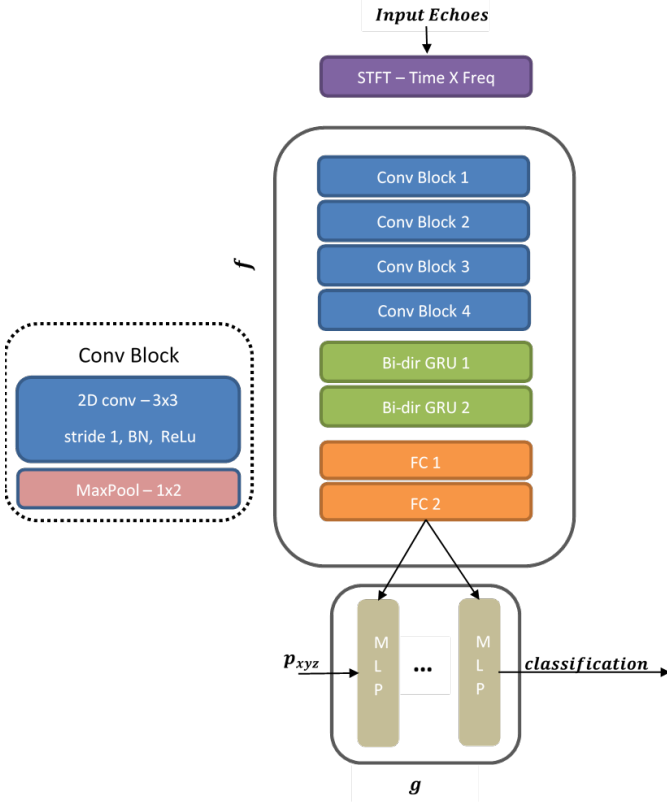 Input Echoes
STFT – Time X Freq
f
Conv Block 1
Conv Block 2
Conv Block 3
Conv Block 4
Bi-dir GRU 1
Bi-dir GRU 2
FC 1
FC 2
Conv Block
2D conv – 3x3
stride 1, BN, ReLu
MaxPool – 1x2
p_xyz
M
L
P
...
M
L
P
classification
g